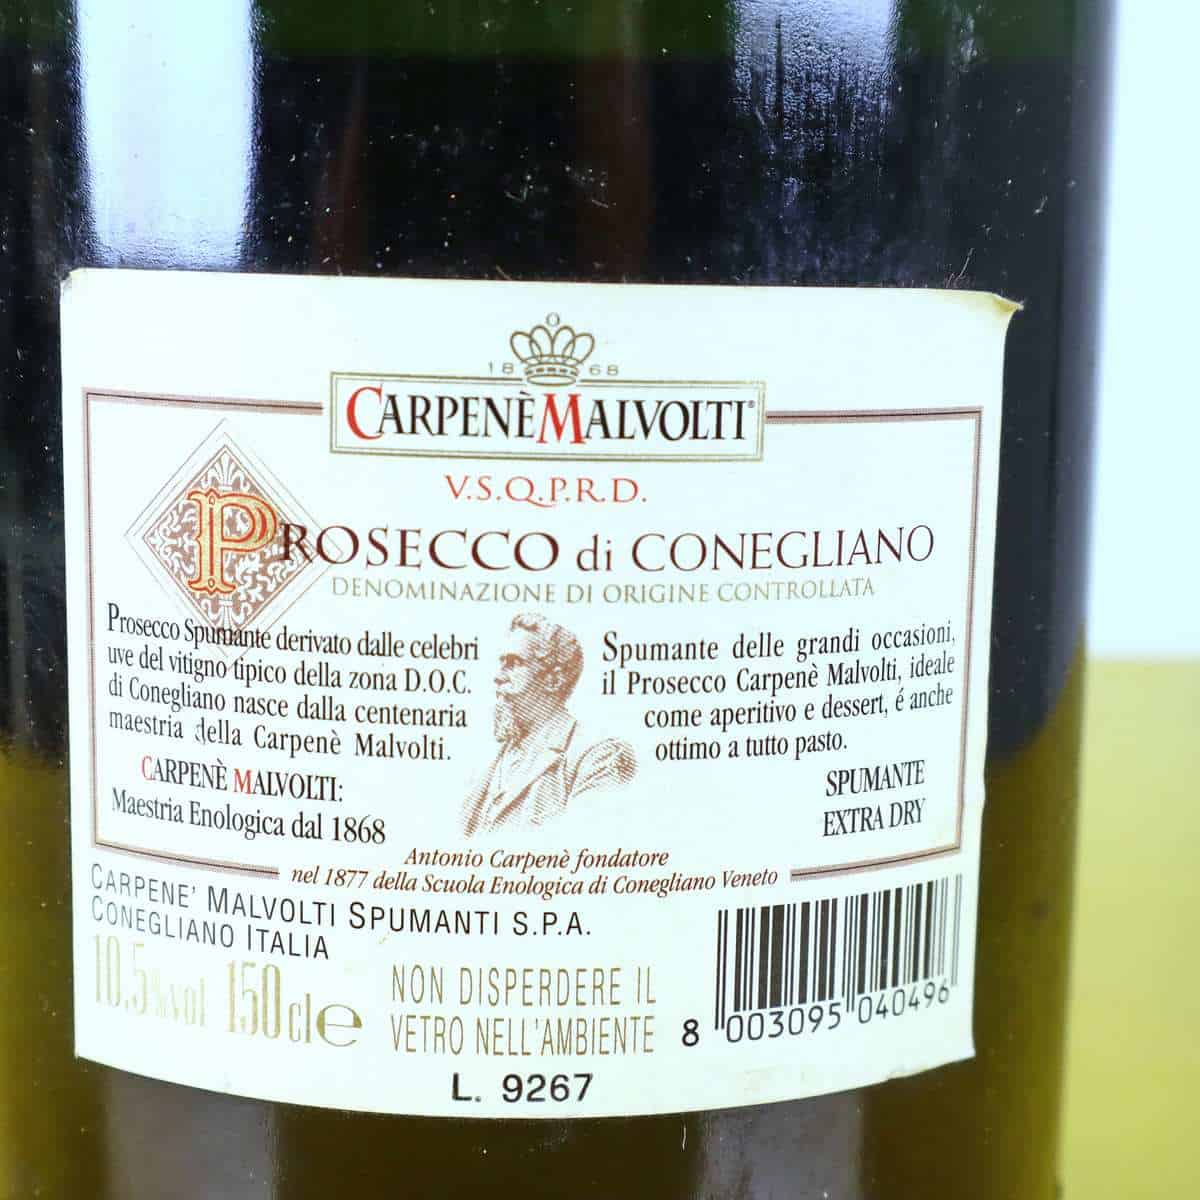 1868
CARPENÈ MALVOLTI®
V.S.Q.P.R.D.
PROSECCO di CONEGLIANO
DENOMINAZIONE DI ORIGINE CONTROLLATA
Prosecco Spumante derivato dalle celebri
uve del vitigno tipico della zona D.O.C.
di Conegliano nasce dalla centenaria
maestria della Carpenè Malvolti.
CARPENÈ MALVOLTI:
Maestria Enologica dal 1868
Spumante delle grandi occasioni,
il Prosecco Carpenè Malvolti, ideale
come aperitivo e dessert, é anche
ottimo a tutto pasto.
SPUMANTE
EXTRA DRY
Antonio Carpenè fondatore
nel 1877 della Scuola Enologica di Conegliano Veneto
CARPENE' MALVOLTI SPUMANTI S.P.A.
CONEGLIANO ITALIA
10.5%vol 150cl e
NON DISPERDERE IL
VETRO NELL'AMBIENTE
L. 9267
8 003095 040496